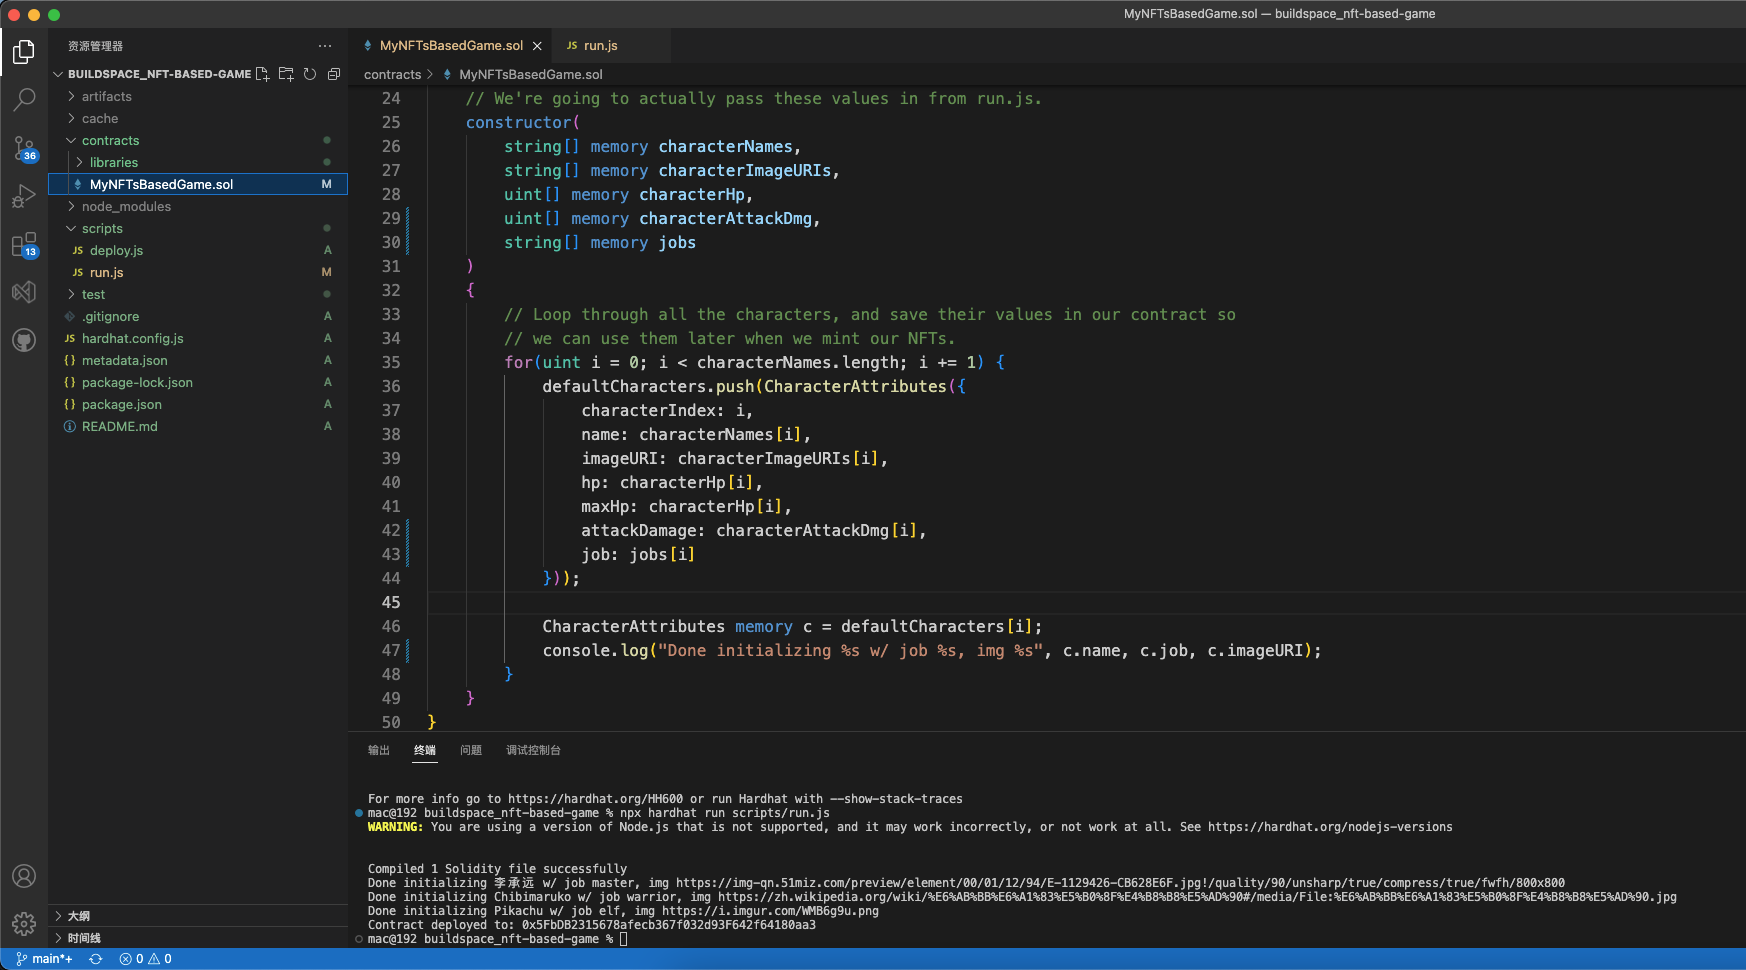 MyNFTsBasedGame.sol — buildspace_nft-based-game
资源管理器
BUILDSPACE_NFT-BASED-GAME
artifacts
cache
contracts
libraries
MyNFTsBasedGame.sol M
node_modules
scripts
JS deploy.js A
JS run.js M
test
.gitignore A
JS hardhat.config.js A
{} metadata.json A
{} package-lock.json A
{} package.json A
README.md A
大纲
时间线
36
13
MyNFTsBasedGame.sol
JS run.js
contracts > MyNFTsBasedGame.sol
24 // We're going to actually pass these values in from run.js.
25 constructor(
26 string[] memory characterNames,
27 string[] memory characterImageURIs,
28 uint[] memory characterHp,
29 uint[] memory characterAttackDmg,
30 string[] memory jobs
31 )
32 {
33 // Loop through all the characters, and save their values in our contract so
34 // we can use them later when we mint our NFTs.
35 for(uint i = 0; i < characterNames.length; i += 1) {
36 defaultCharacters.push(CharacterAttributes({
37 characterIndex: i,
38 name: characterNames[i],
39 imageURI: characterImageURIs[i],
40 hp: characterHp[i],
41 maxHp: characterHp[i],
42 attackDamage: characterAttackDmg[i],
43 job: jobs[i]
44 }));
45
46 CharacterAttributes memory c = defaultCharacters[i];
47 console.log("Done initializing %s w/ job %s, img %s", c.name, c.job, c.imageURI);
48 }
49 }
50 }
输出 终端 问题 调试控制台
For more info go to https://hardhat.org/HH600 or run Hardhat with --show-stack-traces
mac@192 buildspace_nft-based-game % npx hardhat run scripts/run.js
WARNING: You are using a version of Node.js that is not supported, and it may work incorrectly, or not work at all. See https://hardhat.org/nodejs-versions
Compiled 1 Solidity file successfully
Done initializing 李承远 w/ job master, img https://img-qn.51miz.com/preview/element/00/01/12/94/E-1129426-CB628E6F.jpg!/quality/90/unsharp/true/compress/true/fwfh/800x800
Done initializing Chibimaruko w/ job warrior, img https://zh.wikipedia.org/wiki/%E6%AB%BB%E6%A1%83%E5%B0%8F%E4%B8%B8%E5%AD%90#/media/File:%E6%AB%BB%E6%A1%83%E5%B0%8F%E4%B8%B8%E5%AD%90.jpg
Done initializing Pikachu w/ job elf, img https://i.imgur.com/WMB6g9u.png
Contract deployed to: 0x5FbDB2315678afecb367f032d93F642f64180aa3
mac@192 buildspace_nft-based-game %
main*+ 0 0